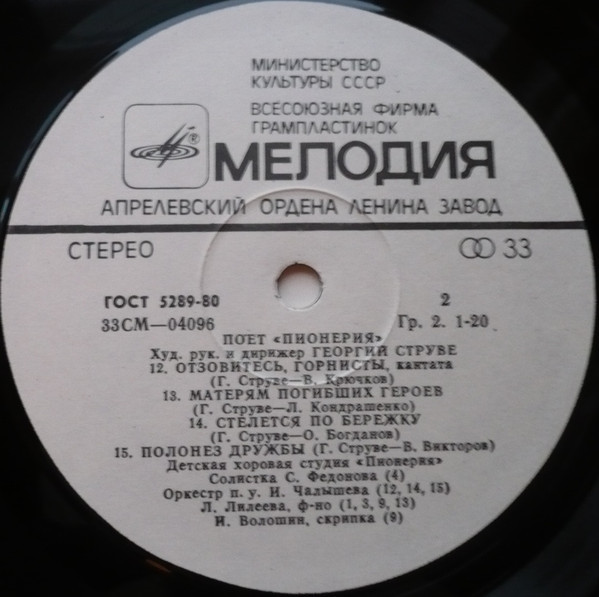 МИНИСТЕРСТВО
КУЛЬТУРЫ СССР
ВСЕСОЮЗНАЯ ФИРМА
ГРАМПЛАСТИНОК
®
МЕЛОДИЯ
АПРЕЛЕВСКИЙ ОРДЕНА ЛЕНИНА ЗАВОД
СТЕРЕО 33
ГОСТ 5289-80 2
33СМ—04096 Гр. 2. 1-20
ПОЕТ «ПИОНЕРИЯ»
Худ. рук. и дирижер ГЕОРГИЙ СТРУВЕ
12. ОТЗОВИТЕСЬ, ГОРНИСТЫ, кантата
(Г. Струве—В. Крючков)
13. МАТЕРЯМ ПОГИБШИХ ГЕРОЕВ
(Г. Струве—Л. Кондрашенко)
14. СТЕЛЕТСЯ ПО БЕРЕЖКУ
(Г. Струве—О. Богданов)
15. ПОЛОНЕЗ ДРУЖБЫ (Г. Струве—В. Викторов)
Детская хоровая студия «Пионерия»
Солистка С. Федонова (4)
Оркестр п. у. И. Чалышева (12, 14, 15)
Л. Лилеева, ф-но (1, 3, 9, 13)
И. Волошин, скрипка (9)